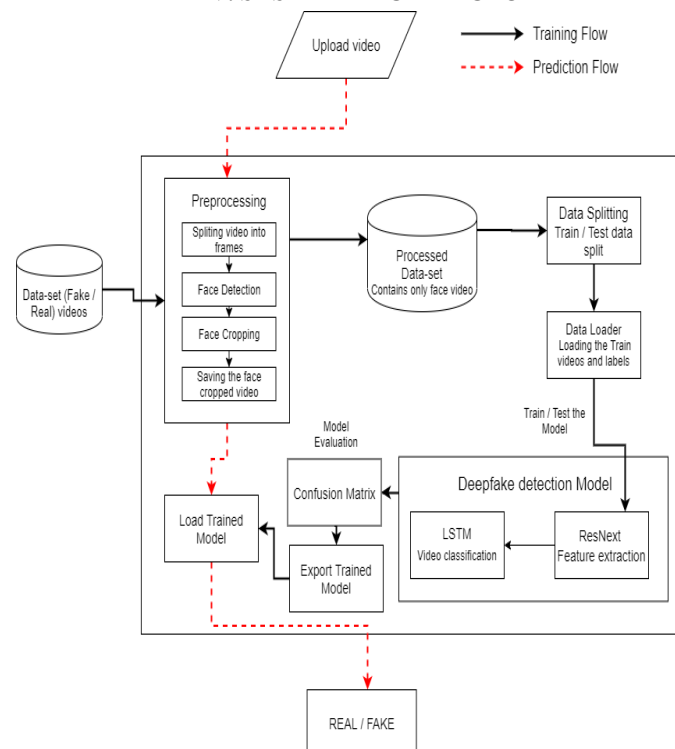 Upload video
Training Flow
Prediction Flow
Preprocessing
Spliting video into
frames
Face Detection
Face Cropping
Saving the face
cropped video
Data-set (Fake /
Real) videos
Processed
Data-set
Contains only face video
Data Splitting
Train / Test data
split
Data Loader
Loading the Train
videos and labels
Train / Test the
Model
Model
Evaluation
Confusion Matrix
Deepfake detection Model
LSTM
Video classification
ResNext
Feature extraction
Load Trained
Model
Export Trained
Model
REAL / FAKE